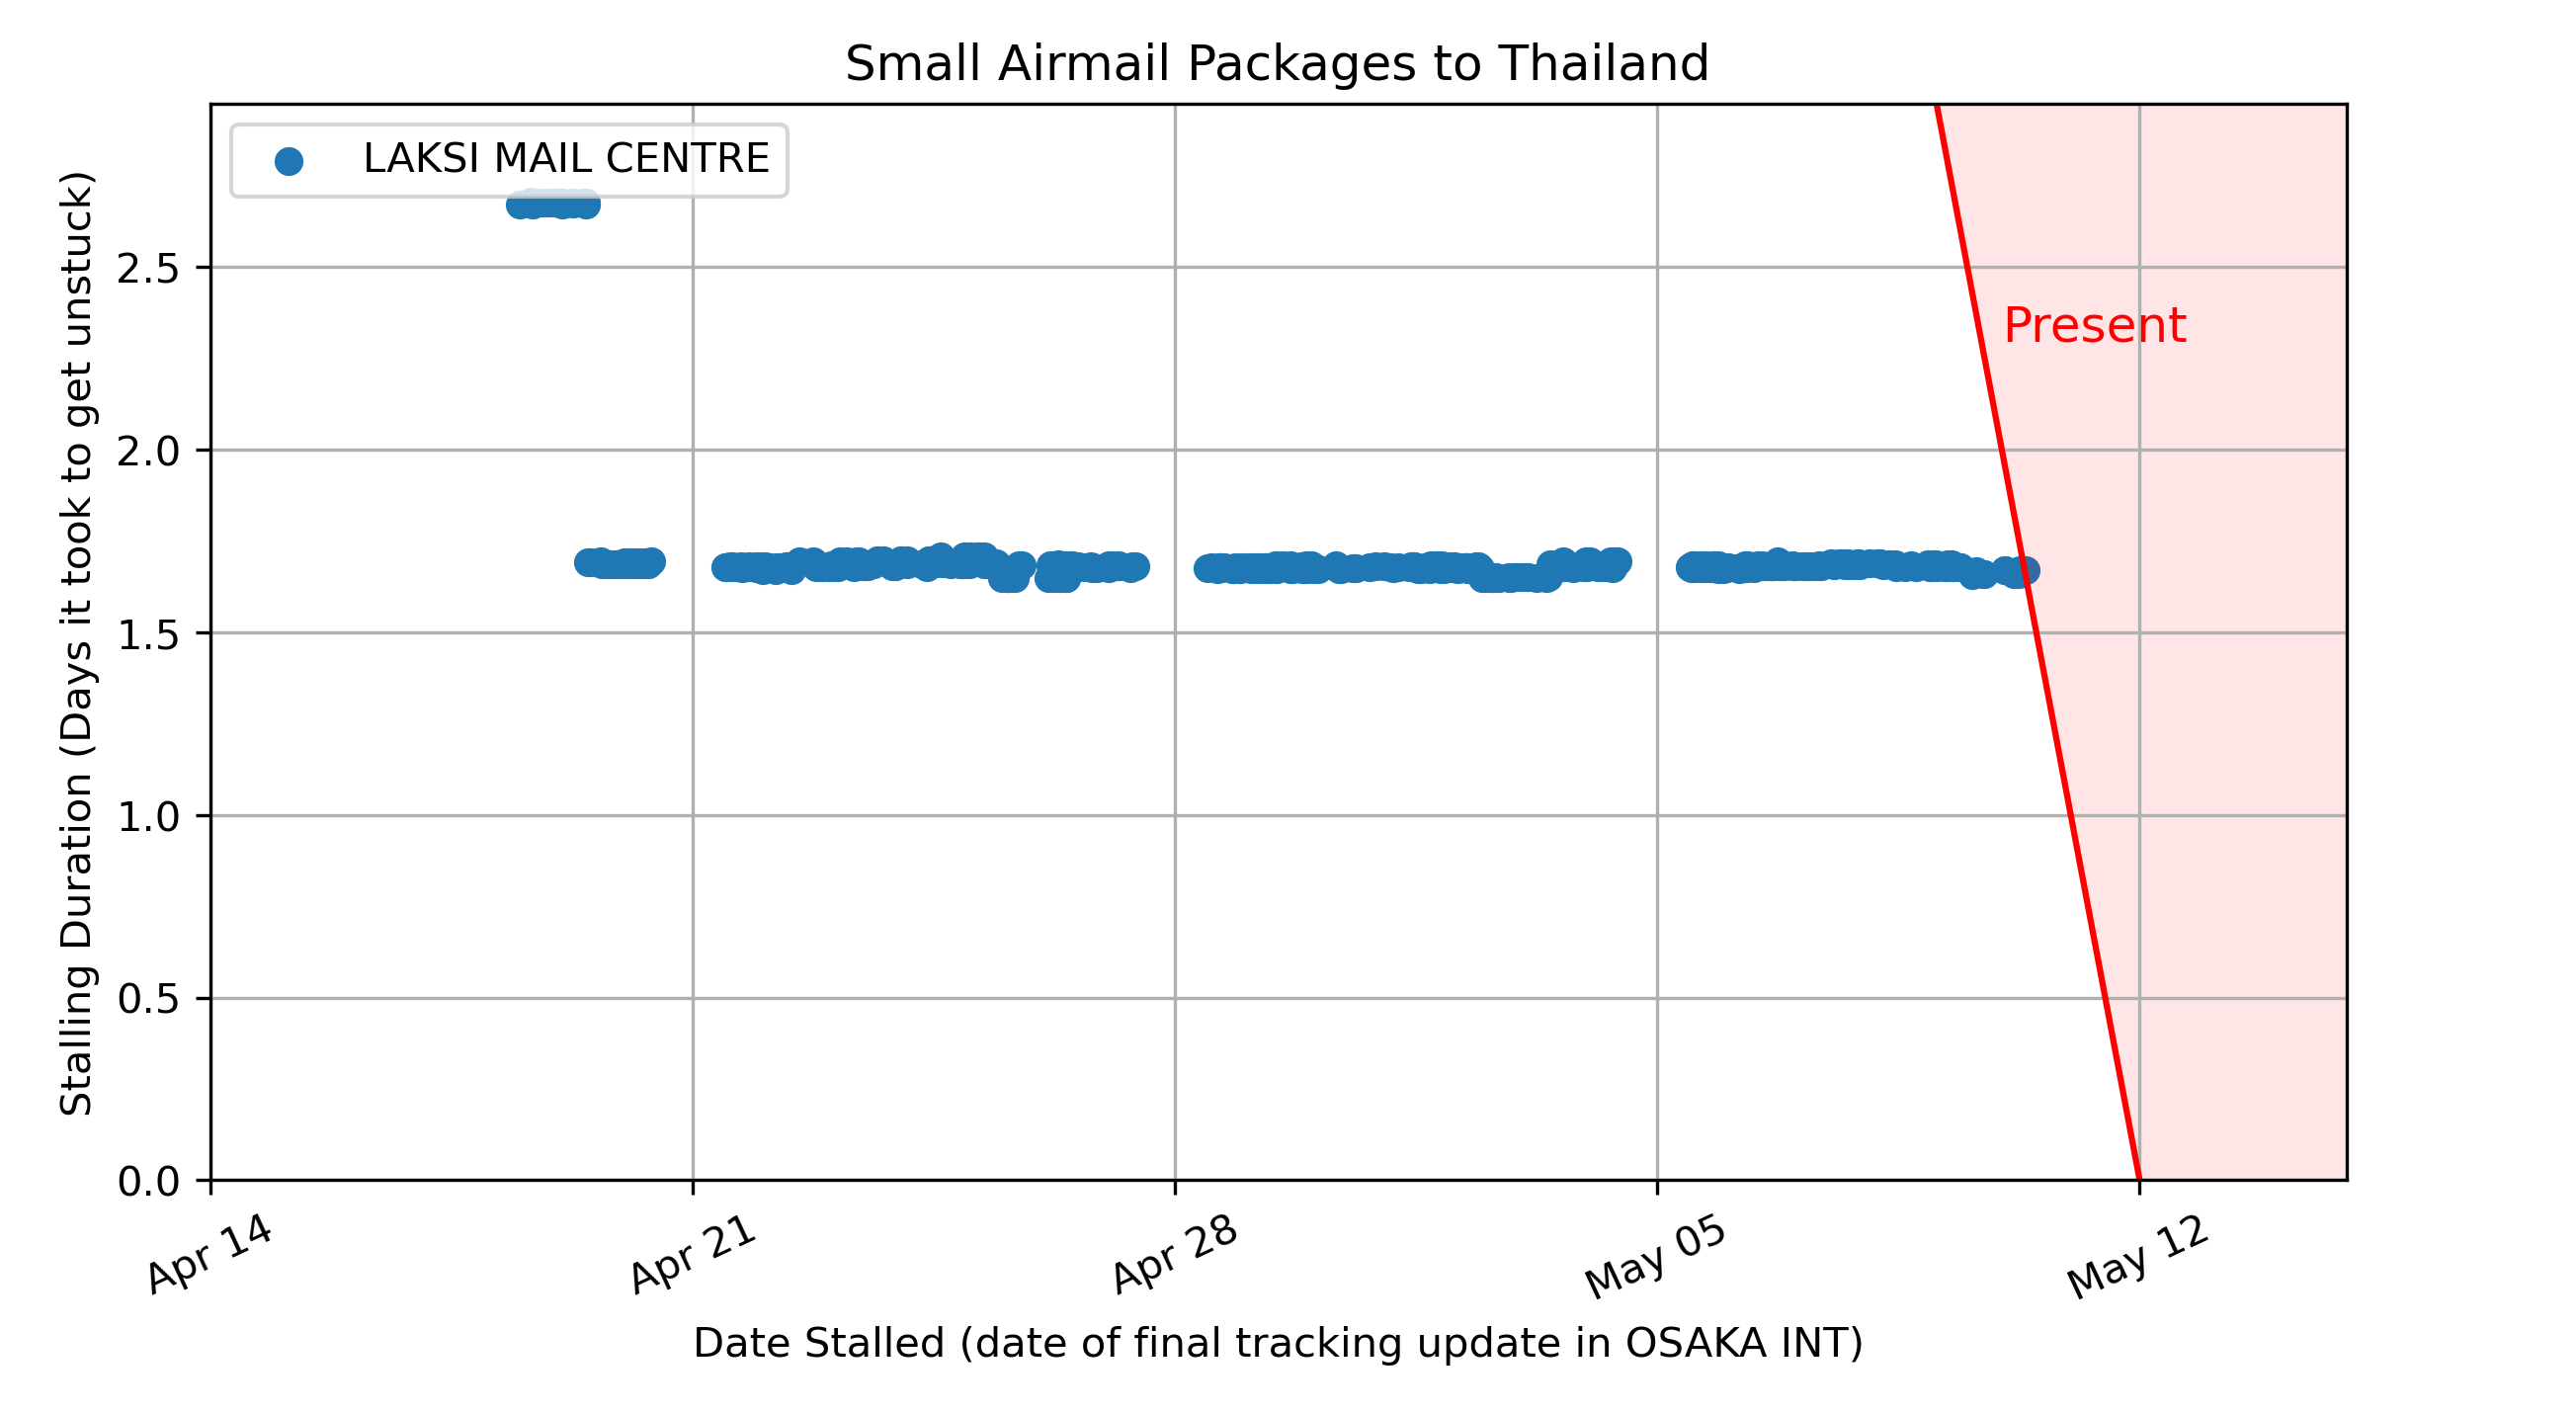 Small Airmail Packages to Thailand
LAKSI MAIL CENTRE
Present
Stalling Duration (Days it took to get unstuck)
2.5
2.0
1.5
1.0
0.5
0.0
Apr 14
Apr 21
Apr 28
May 05
May 12
Date Stalled (date of final tracking update in OSAKA INT)